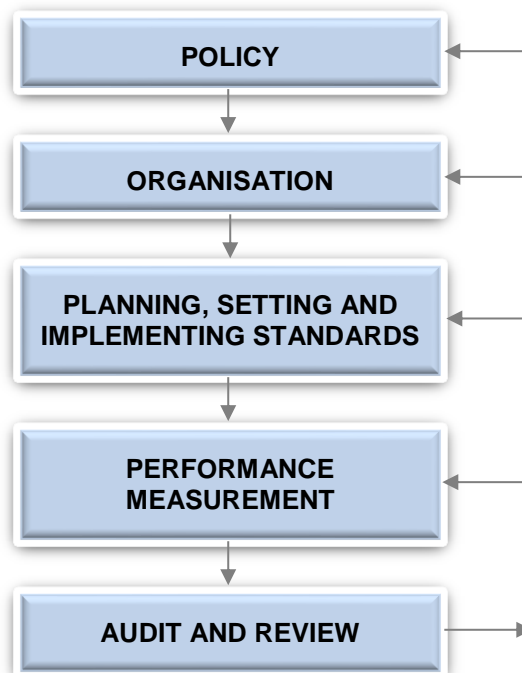 POLICY
ORGANISATION
PLANNING, SETTING AND
IMPLEMENTING STANDARDS
PERFORMANCE
MEASUREMENT
AUDIT AND REVIEW